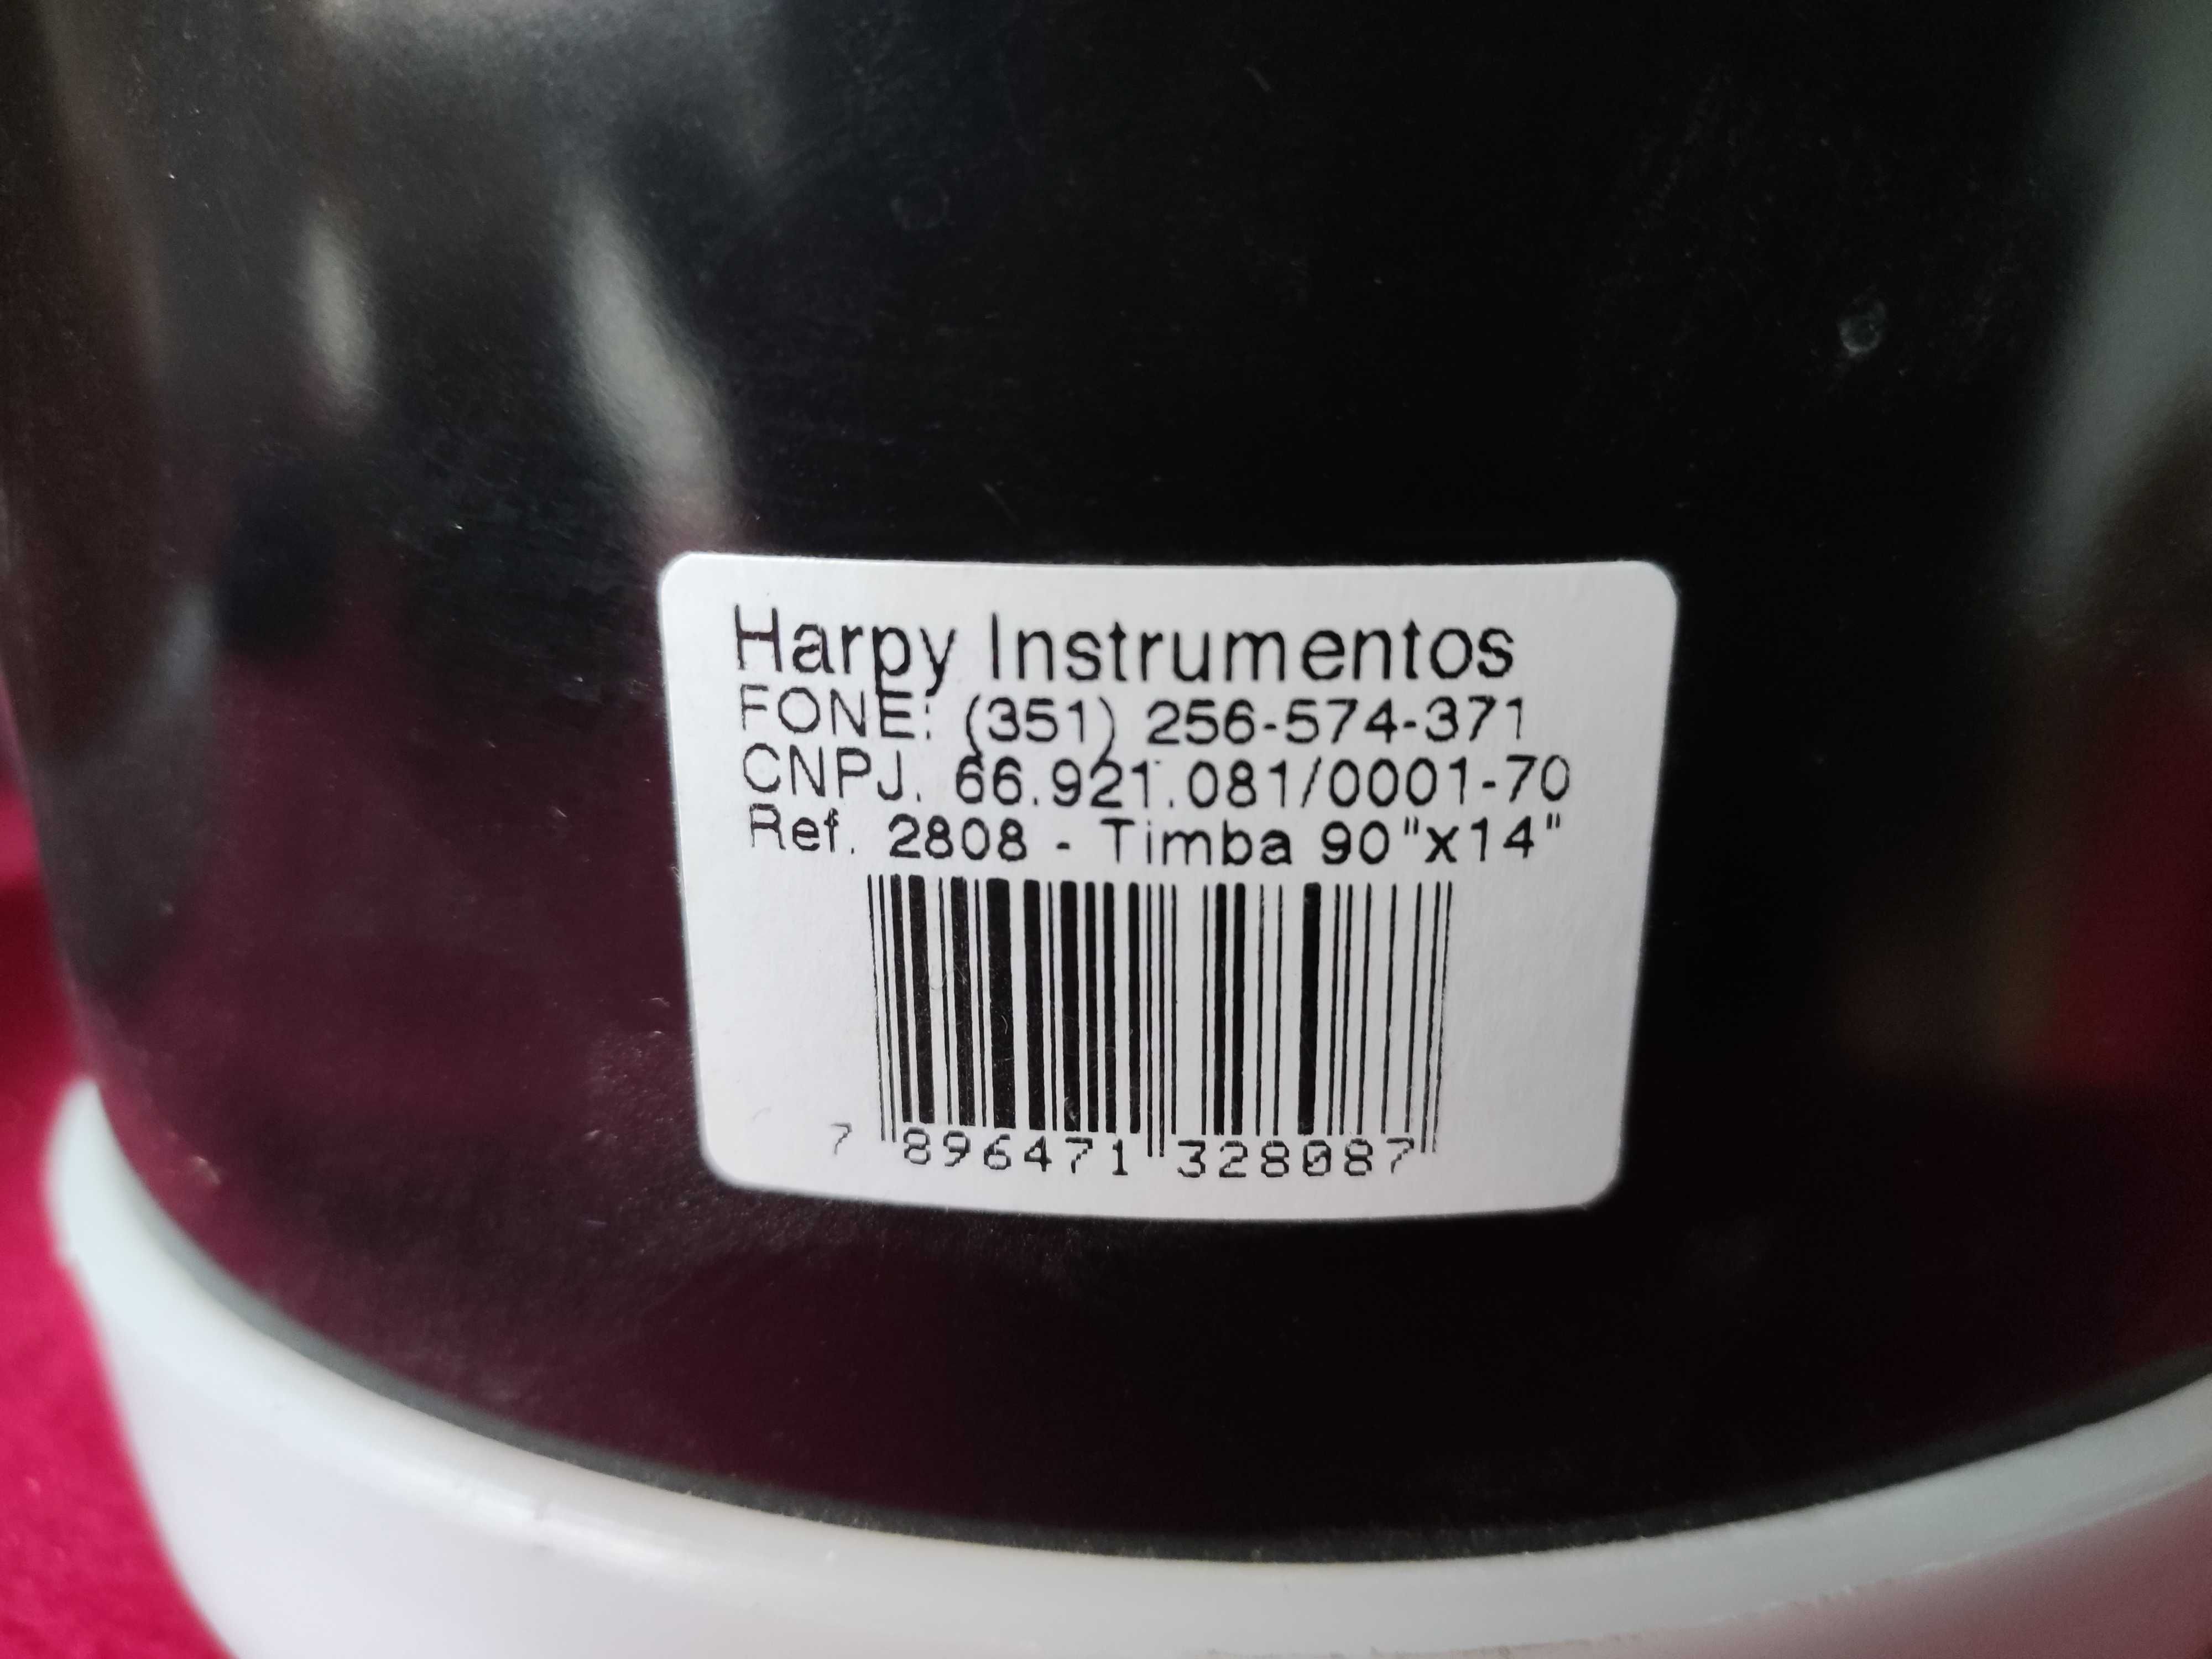 Harpy Instrumentos
FONE: (351) 256-574-371
CNPJ. 66.921.081/0001-70
Ref. 2808 - Timba 90"x14"
7 896471 328087